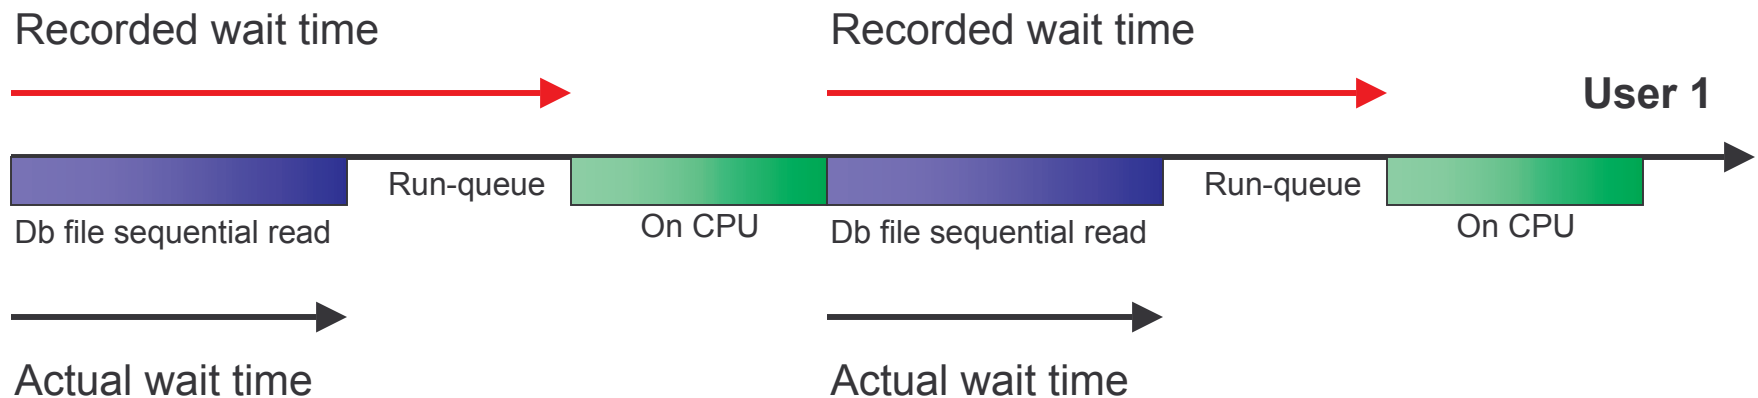 Recorded wait time
Recorded wait time
User 1
Run-queue
Run-queue
Db file sequential read
On CPU
Db file sequential read
On CPU
Actual wait time
Actual wait time